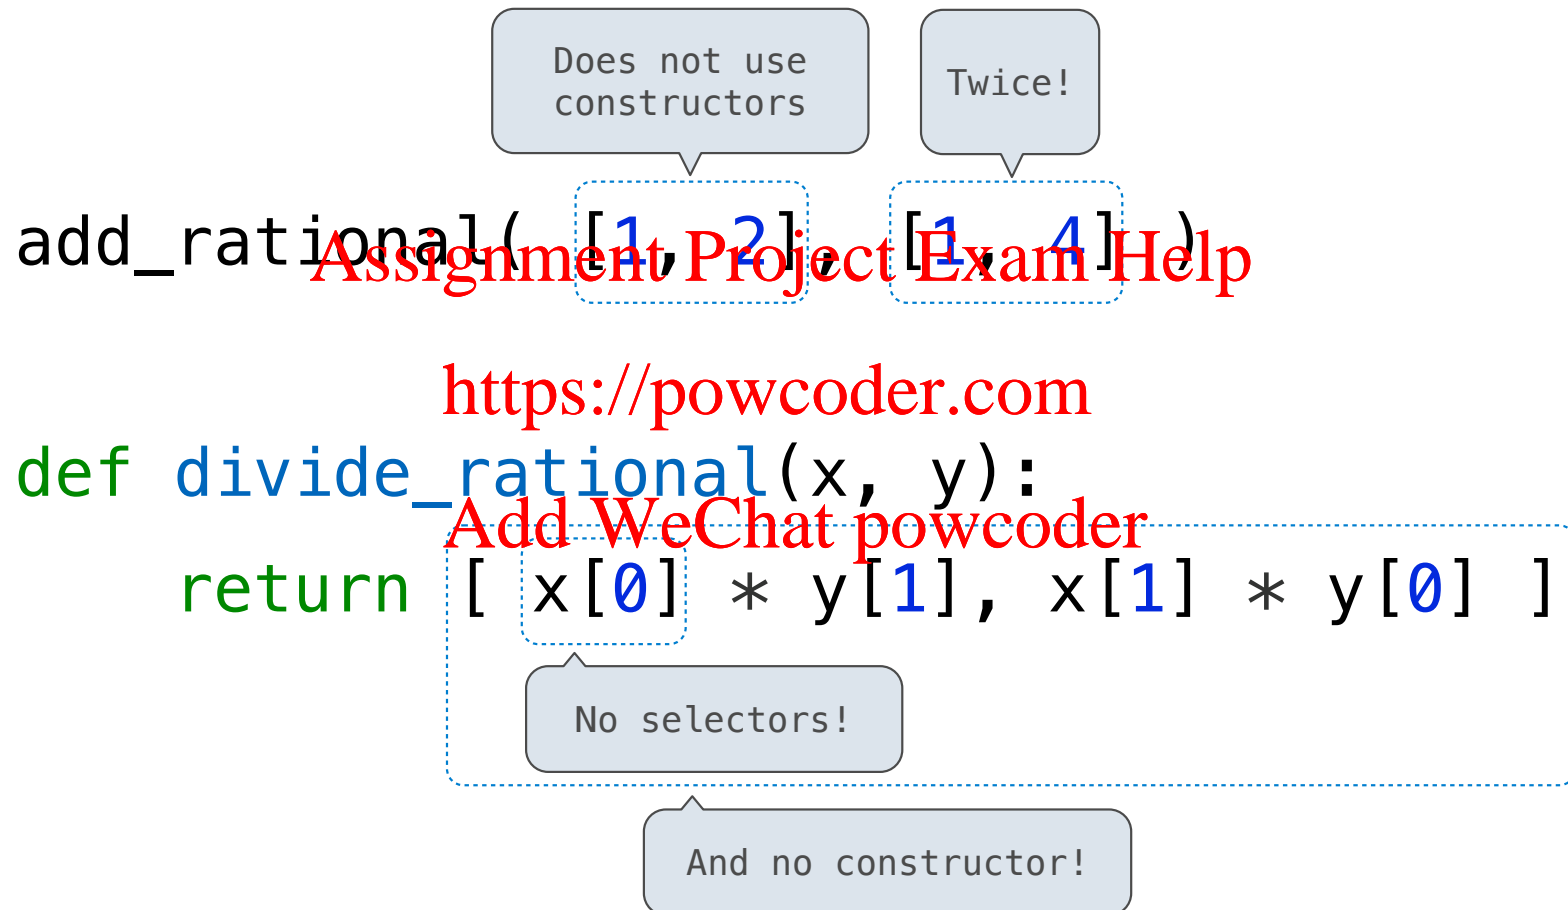 Does not use
constructors
Twice!
add_rational( [1, 2], [1, 4] )
Assignment Project Exam Help
https://powcoder.com
def divide_rational(x, y):
Add WeChat powcoder
return [ x[0] * y[1], x[1] * y[0] ]
No selectors!
And no constructor!